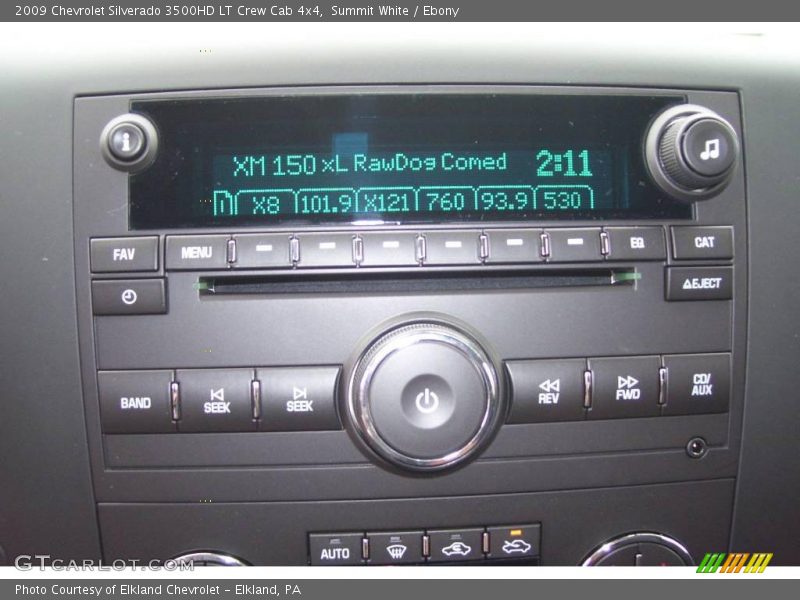 2009 Chevrolet Silverado 3500HD LT Crew Cab 4x4, Summit White / Ebony
XM 150 xL RawDog Comed 2:11
X8 101.9 X121 760 93.9 530
FAV MENU EQ CAT
EJECT
BAND SEEK SEEK REV FWD CD/AUX
AUTO
GTCarLot.com
Photo Courtesy of Elkland Chevrolet - Elkland, PA